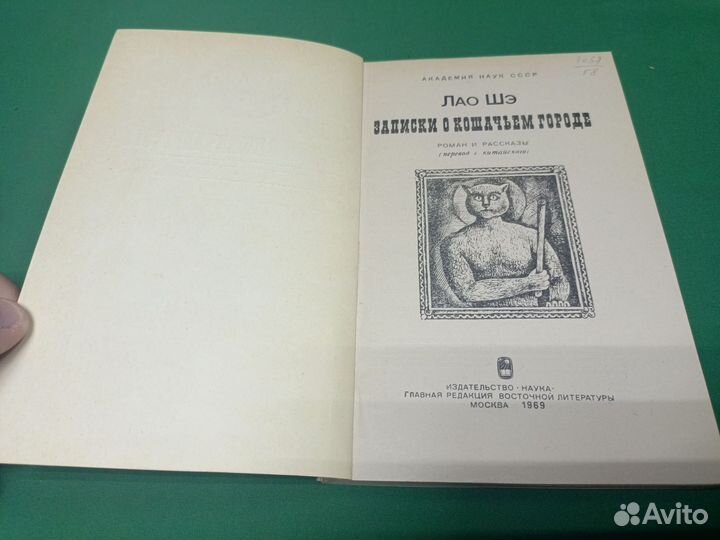 АКАДЕМИЯ НАУК СССР
ЛАО ШЭ
ЗАПИСКИ О КОШАЧЬЕМ ГОРОДЕ
РОМАН И РАССКАЗЫ
(перевод с китайского)
ИЗДАТЕЛЬСТВО «НАУКА»
ГЛАВНАЯ РЕДАКЦИЯ ВОСТОЧНОЙ ЛИТЕРАТУРЫ
МОСКВА 1969
Avito